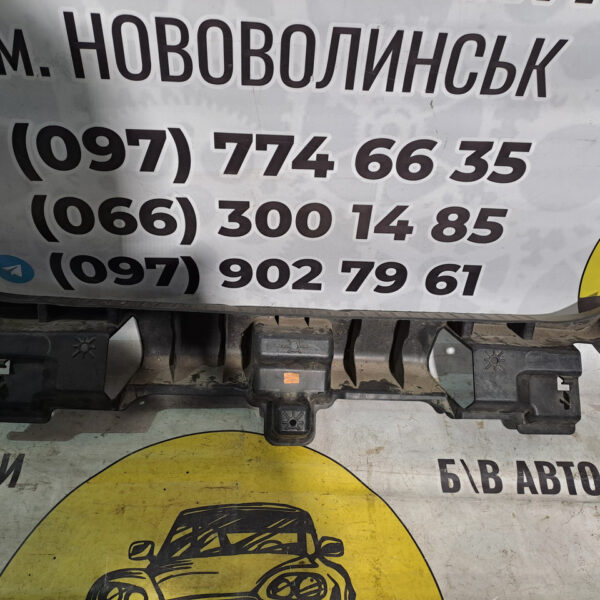 м. НОВОВОЛИНСЬК
(097) 774 66 35
(066) 300 14 85
(097) 902 79 61
И
Б\В АВТО